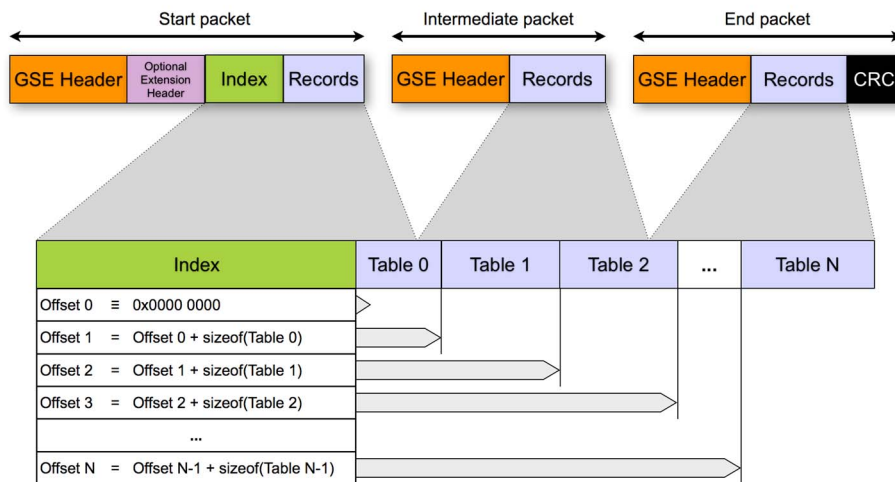 Start packet
Intermediate packet
End packet
GSE Header
Optional
Extension
Header
Index
Records
GSE Header
Records
GSE Header
Records
CRC
Index
Table 0
Table 1
Table 2
...
Table N
Offset 0 ≡ 0x0000 0000
Offset 1 = Offset 0 + sizeof(Table 0)
Offset 2 = Offset 1 + sizeof(Table 1)
Offset 3 = Offset 2 + sizeof(Table 2)
...
Offset N = Offset N-1 + sizeof(Table N-1)